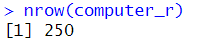 > nrow(computer_r)
[1] 250